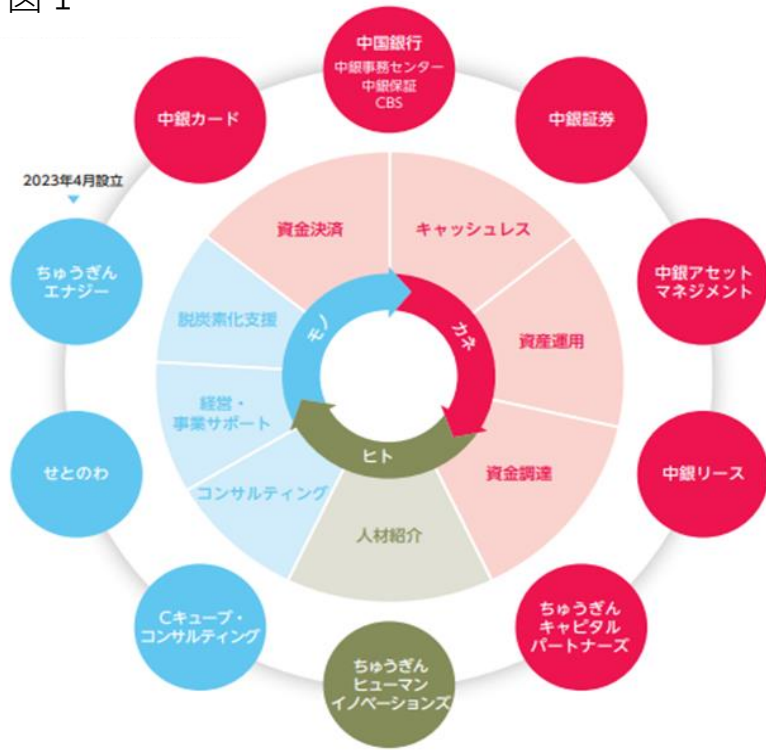 図1
中国銀行
中銀事務センター
中銀保証
CBS
中銀カード
中銀証券
2023年4月設立
資金決済
キャッシュレス
ちゅうぎん
エナジー
中銀アセット
マネジメント
脱炭素化支援
モノ
カネ
資産運用
経営・
事業サポート
ヒト
せとのわ
中銀リース
資金調達
コンサルティング
人材紹介
Cキューブ・
コンサルティング
ちゅうぎん
キャピタル
パートナーズ
ちゅうぎん
ヒューマン
イノベーションズ